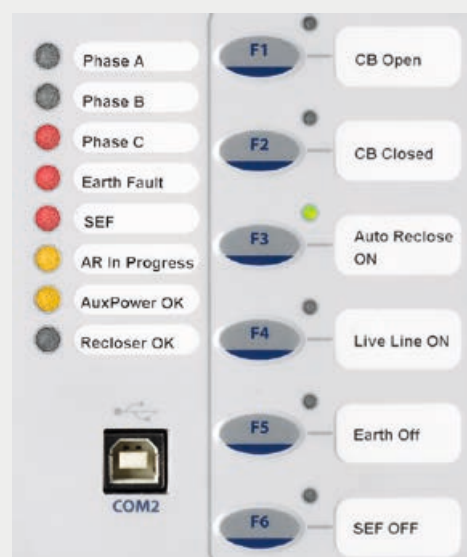 Phase A
Phase B
Phase C
Earth Fault
SEF
AR In Progress
AuxPower OK
Recloser OK
COM2
F1
CB Open
F2
CB Closed
F3
Auto Reclose
ON
F4
Live Line ON
F5
Earth Off
F6
SEF OFF